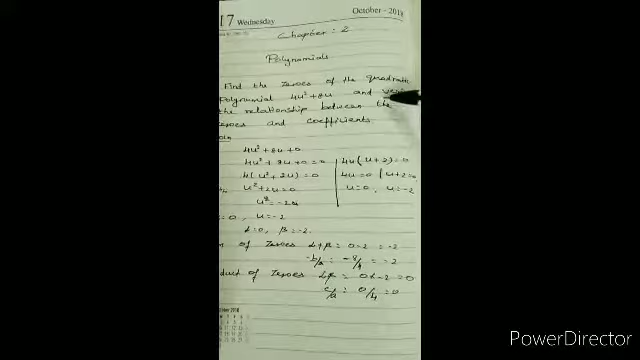 17 Wednesday October - 2018
Chapter : 2
Polynomials
Find the zeroes of the quadratic
Polynomial 4u²+8u and
the relationship between the
zeroes and coefficients
4u²+8u+0
4u²+8u+0=0 4u(u+2)=0
4(u²+2u)=0 4u=0 | u+2=0
u²+2u=0 u=0, u=-2
u²=-2u
=0, u=-2
α=0, β=-2
of zeroes α+β = 0-2 = -2
-b/a = -8/4 = -2
duct of zeroes αβ = 0x-2=0
c/a = 0/4 = 0
PowerDirector